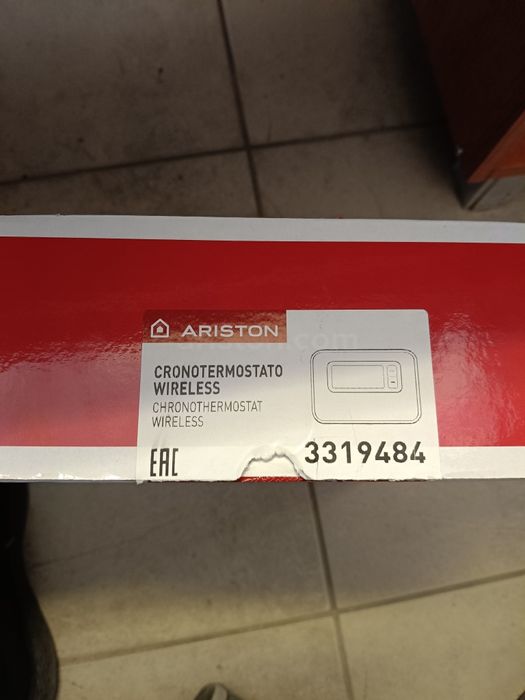 ARISTON
CRONOTERMOSTATO
WIRELESS
CHRONOTHERMOSTAT
WIRELESS
EAC
3319484